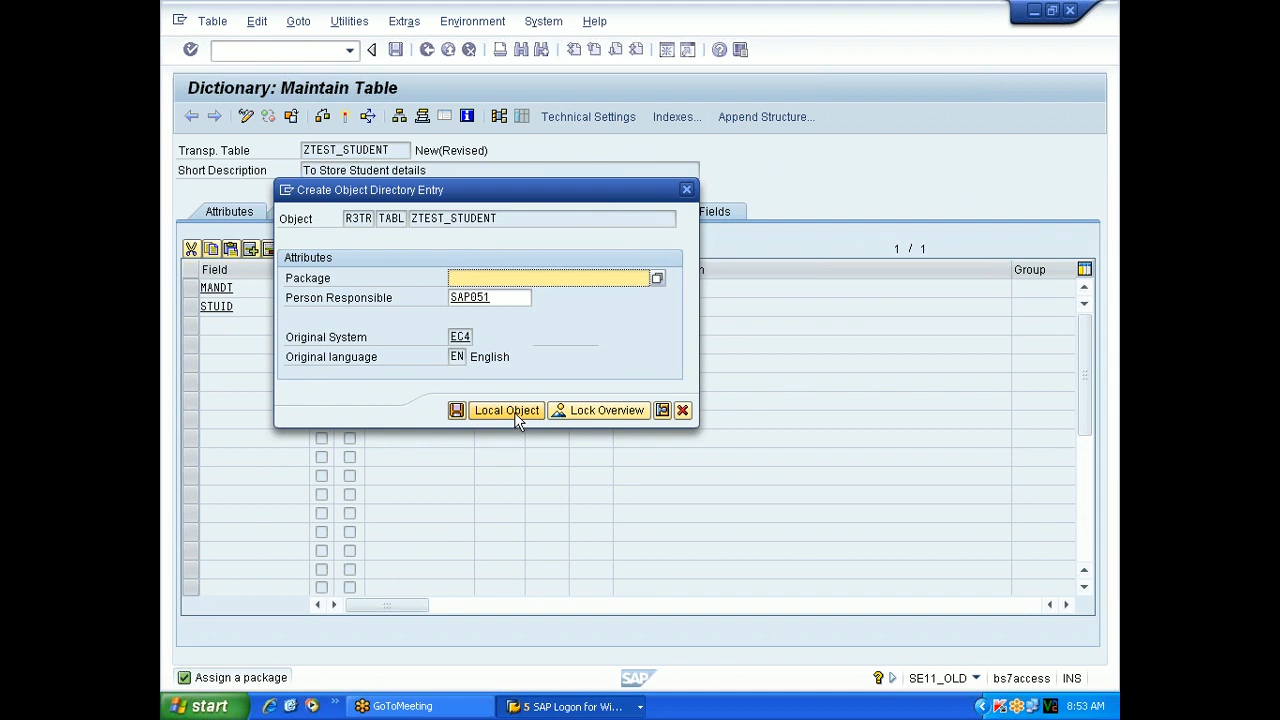 Table Edit Goto Utilities Extras Environment System Help
Dictionary: Maintain Table
Technical Settings Indexes... Append Structure...
Transp. Table ZTEST_STUDENT New(Revised)
Short Description To Store Student details
Create Object Directory Entry
Attributes Fields
Object R3TR TABL ZTEST_STUDENT
1 / 1
Attributes
Field Group
Package
MANDT
Person Responsible SAP051
STUID
Original System EC4
Original language EN English
Local Object Lock Overview
Assign a package SAP SE11_OLD bs7access INS
start GoToMeeting 5 SAP Logon for Wi... 8:53 AM